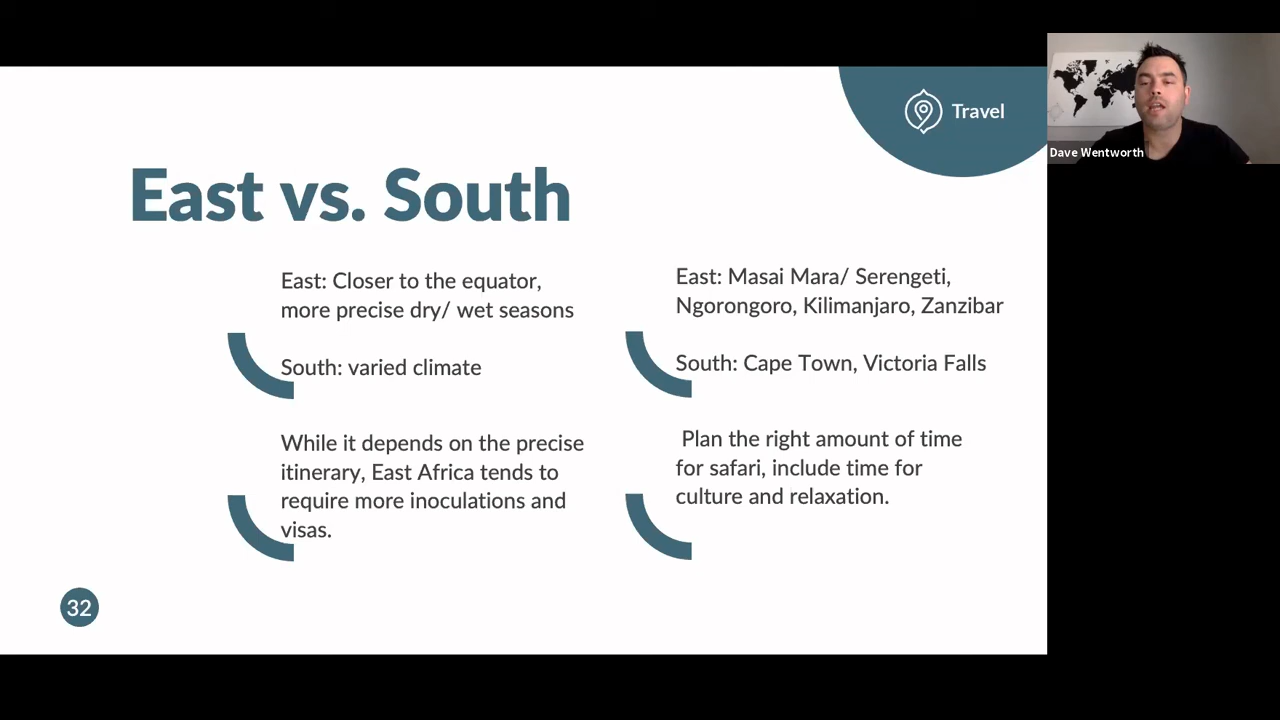 Travel
Dave Wentworth
East vs. South
East: Closer to the equator,
more precise dry/ wet seasons
South: varied climate
East: Masai Mara/ Serengeti,
Ngorongoro, Kilimanjaro, Zanzibar
South: Cape Town, Victoria Falls
While it depends on the precise
itinerary, East Africa tends to
require more inoculations and
visas.
Plan the right amount of time
for safari, include time for
culture and relaxation.
32